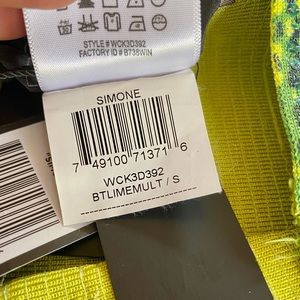 STYLE # WCK3D392
FACTORY ID # B738WIN
SIMONE
7 49100 71371 6
WCK3D392
BTLIMEMULT / S